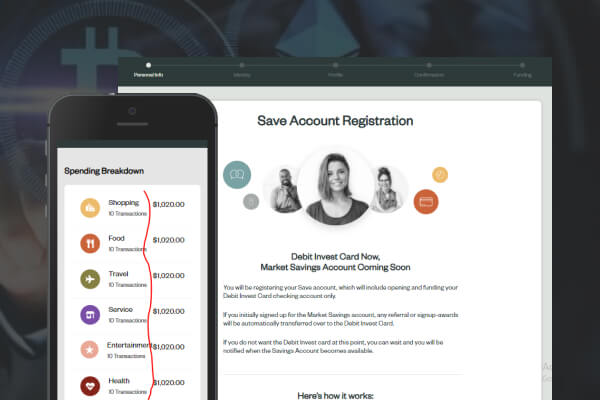 Personal Info
Identity
Profile
Confirmation
Funding
Save Account Registration
Debit Invest Card Now,
Market Savings Account Coming Soon
You will be registering your Save account, which will include opening and funding your
Debit Invest Card checking account only.
If you initially signed up for the Market Savings account, any referral or signup-awards
will be automatically transferred over to the Debit Invest Card.
If you do not want the Debit Invest card at this point, you can wait and you will be
notified when the Savings Account becomes available.
Here's how it works:
Spending Breakdown
Shopping
$1,020.00
10 Transactions
Food
$1,020.00
10 Transactions
Travel
$1,020.00
10 Transactions
Service
$1,020.00
10 Transactions
Entertainment
$1,020.00
10 Transactions
Health
$1,020.00
10 Transactions